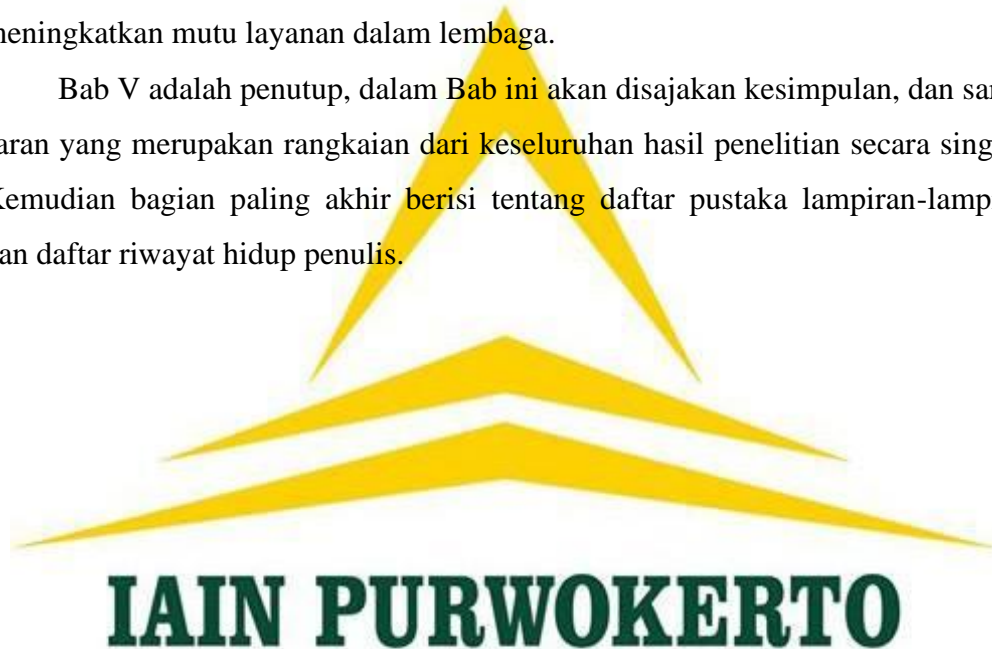 meningkatkan mutu layanan dalam lembaga.
Bab V adalah penutup, dalam Bab ini akan disajakan kesimpulan, dan sar
aran yang merupakan rangkaian dari keseluruhan hasil penelitian secara sing
Kemudian bagian paling akhir berisi tentang daftar pustaka lampiran-lamp
an daftar riwayat hidup penulis.
IAIN PURWOKERTO